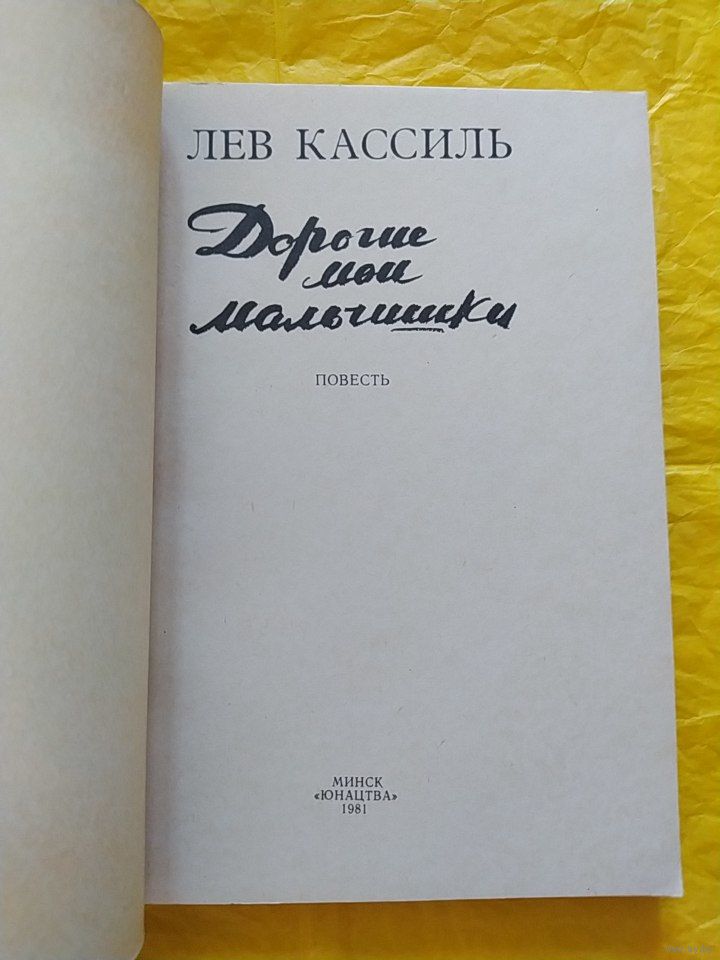 ЛЕВ КАССИЛЬ
Дорогие
мои
мальчишки
ПОВЕСТЬ
МИНСК
«ЮНАЦТВА»
1981